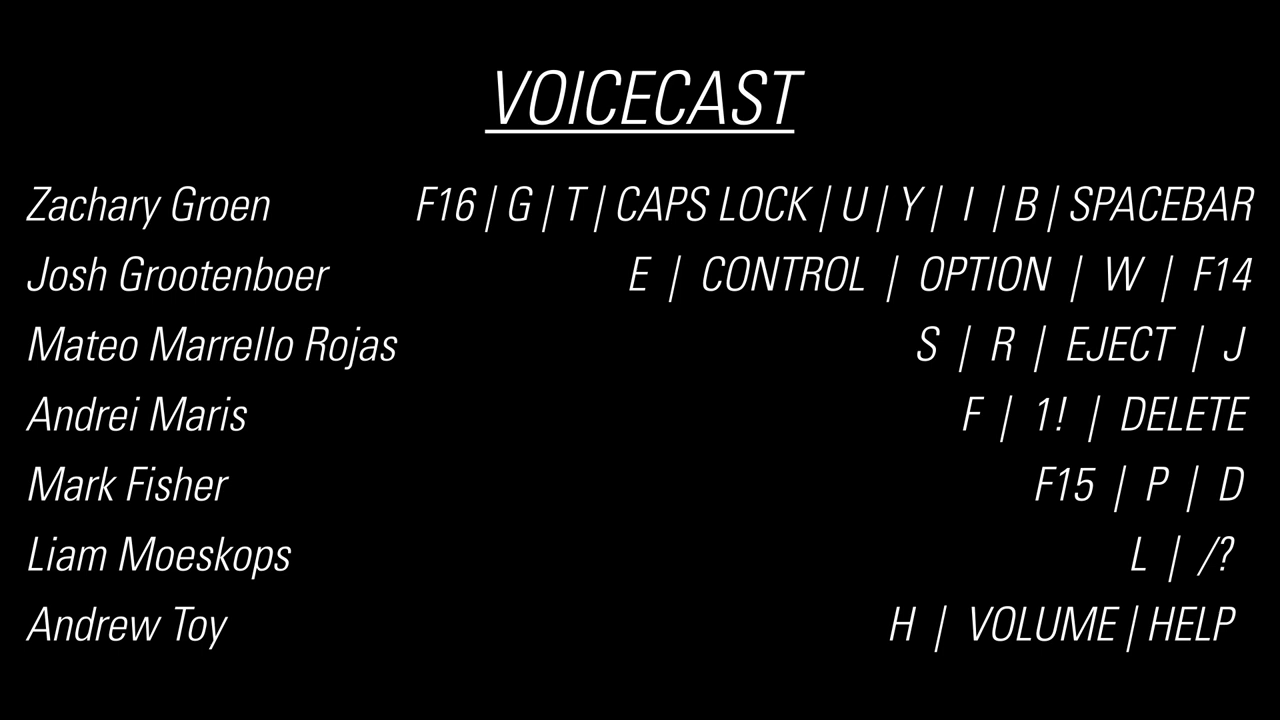 VOICECAST
Zachary Groen F16 | G | T | CAPS LOCK | U | Y | I | B | SPACEBAR
Josh Grootenboer E | CONTROL | OPTION | W | F14
Mateo Marrello Rojas S | R | EJECT | J
Andrei Maris F | 1! | DELETE
Mark Fisher F15 | P | D
Liam Moeskops L | /?
Andrew Toy H | VOLUME | HELP